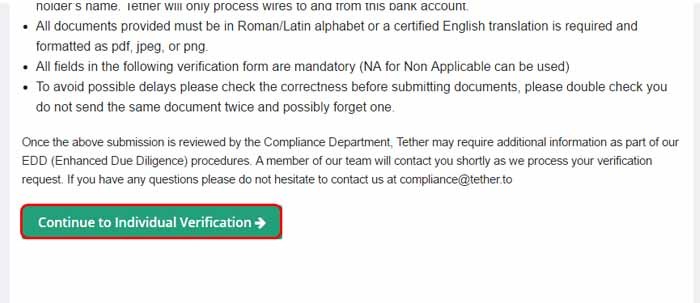 holder's name. Tether will only process wires to and from this bank account.
All documents provided must be in Roman/Latin alphabet or a certified English translation is required and
formatted as pdf, jpeg, or png.
All fields in the following verification form are mandatory (NA for Non Applicable can be used)
To avoid possible delays please check the correctness before submitting documents, please double check you
do not send the same document twice and possibly forget one.
Once the above submission is reviewed by the Compliance Department, Tether may require additional information as part of our
EDD (Enhanced Due Diligence) procedures. A member of our team will contact you shortly as we process your verification
request. If you have any questions please do not hesitate to contact us at compliance@tether.to
Continue to Individual Verification →